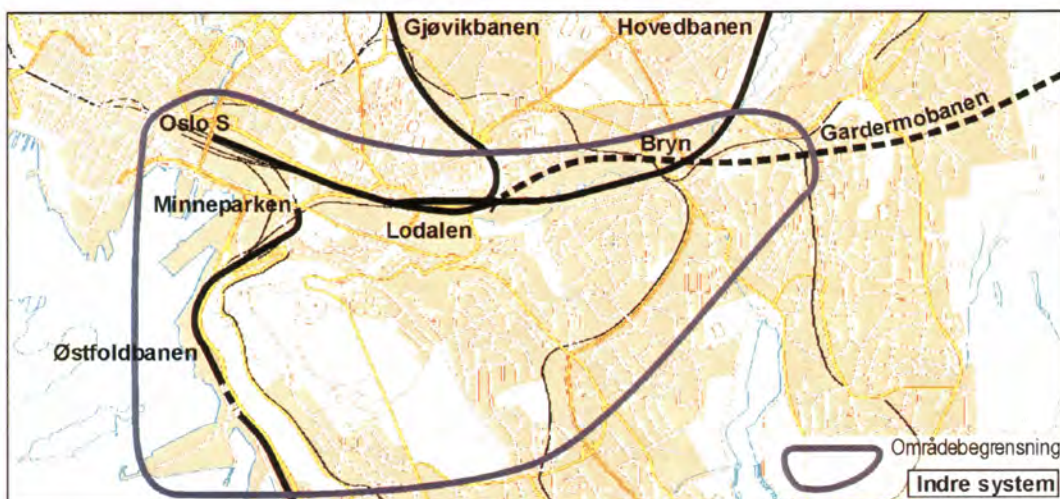 Gjøvikbanen
Hovedbanen
Oslo S
Bryn
Gardermobanen
Minneparken
Lodalen
Østfoldbanen
Områdebegrensning
Indre system